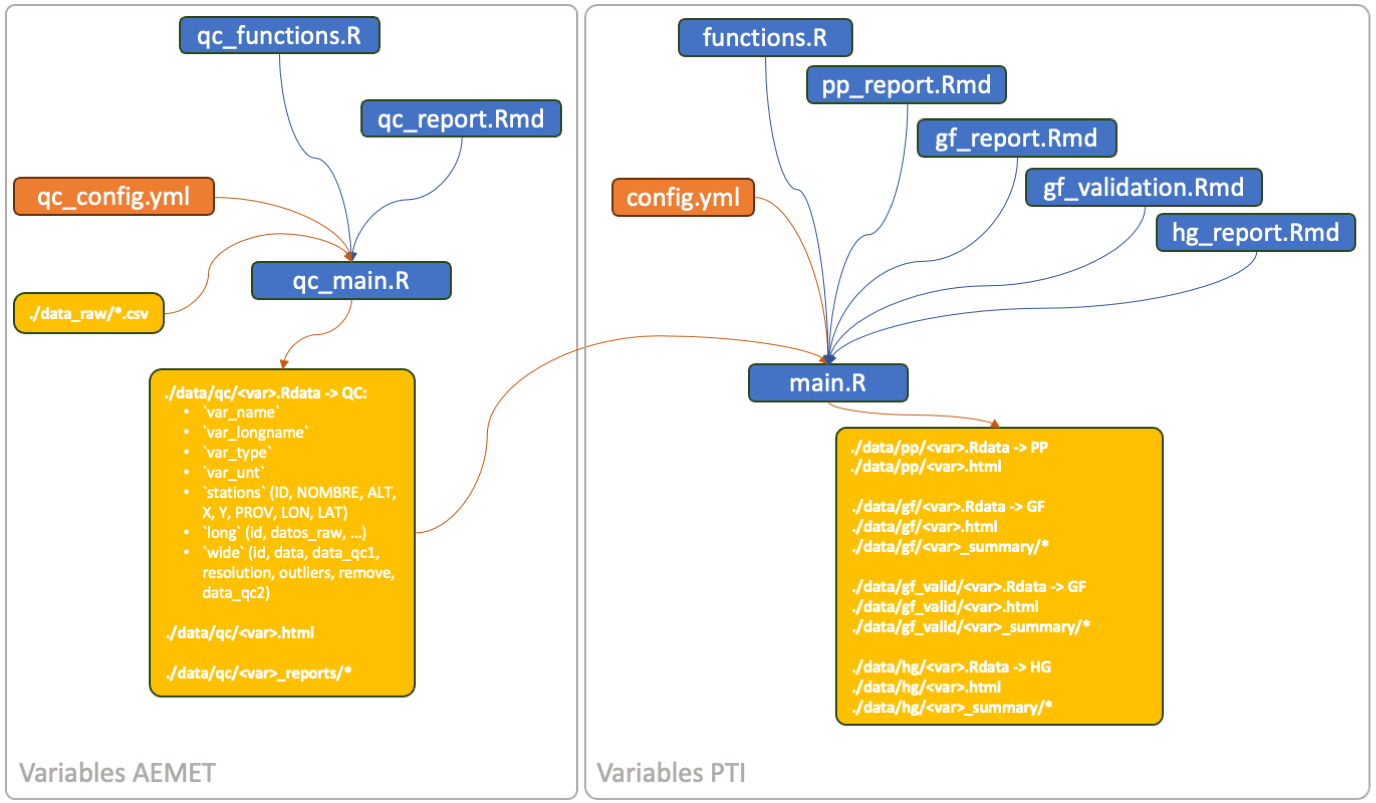 qc_functions.R
qc_report.Rmd
qc_config.yml
qc_main.R
./data_raw/*.csv
./data/qc/<var>.Rdata -> QC:
• `var_name`
• `var_longname`
• `var_type`
• `var_unt`
• `stations` (ID, NOMBRE, ALT,
X, Y, PROV, LON, LAT)
• `long` (id, datos_raw, ...)
• `wide` (id, data, data_qc1,
resolution, outliers, remove,
data_qc2)
./data/qc/<var>.html
./data/qc/<var>_reports/*
Variables AEMET
functions.R
pp_report.Rmd
gf_report.Rmd
gf_validation.Rmd
config.yml
hg_report.Rmd
main.R
./data/pp/<var>.Rdata -> PP
./data/pp/<var>.html
./data/gf/<var>.Rdata -> GF
./data/gf/<var>.html
./data/gf/<var>_summary/*
./data/gf_valid/<var>.Rdata -> GF
./data/gf_valid/<var>.html
./data/gf_valid/<var>_summary/*
./data/hg/<var>.Rdata -> HG
./data/hg/<var>.html
./data/hg/<var>_summary/*
Variables PTI